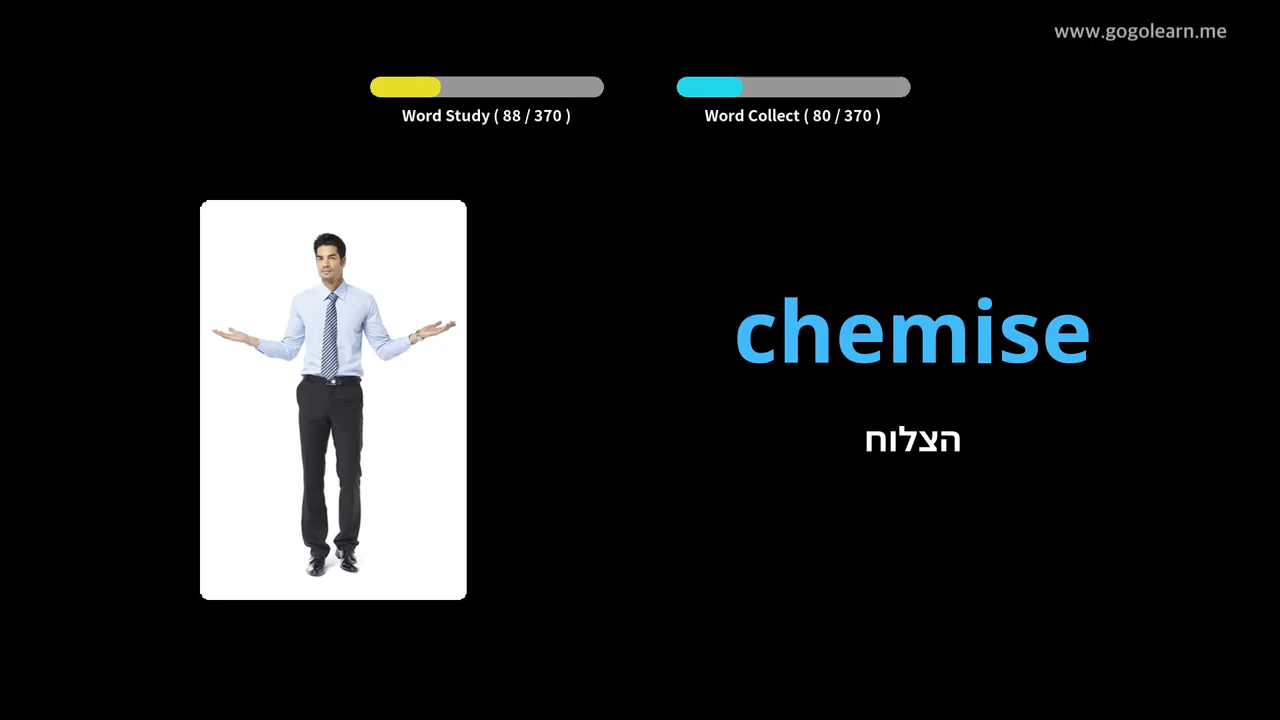 www.gogolearn.me
Word Study ( 88 / 370 )
Word Collect ( 80 / 370 )
chemise
הצלוח